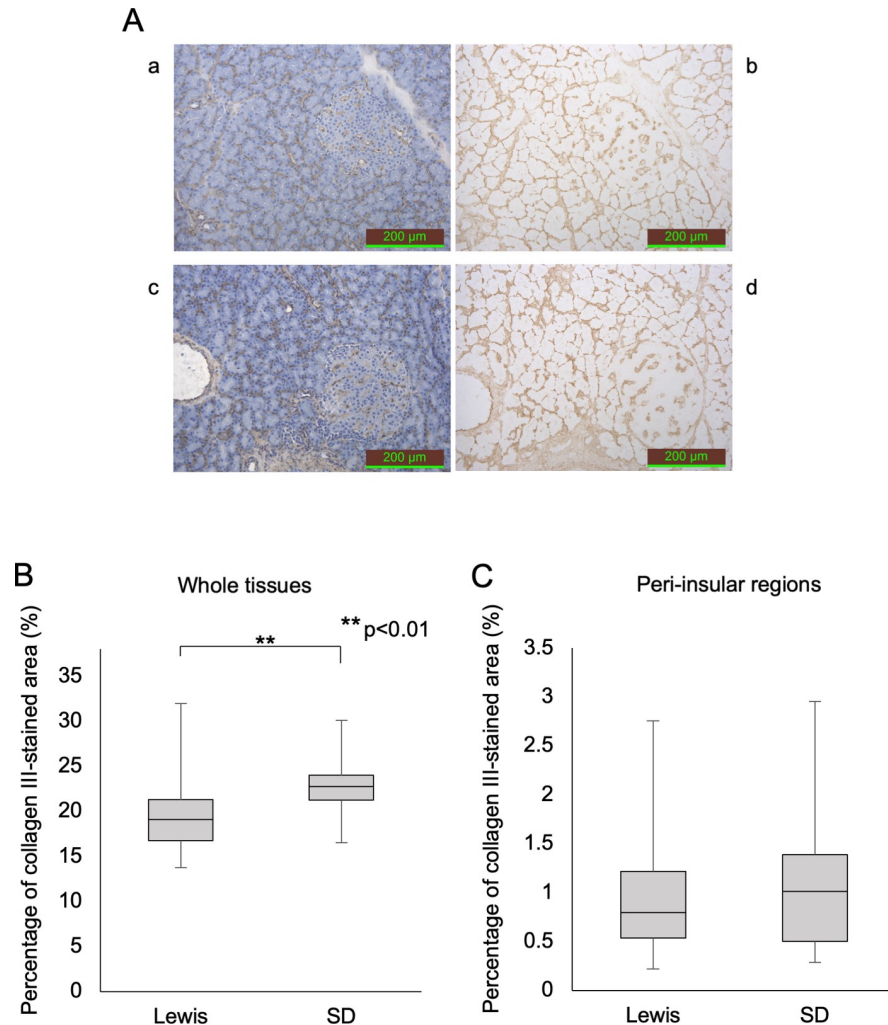 A
a
b
200 µm
200 µm
c
d
200 µm
200 µm
B
Whole tissues
Percentage of collagen III-stained area (%)
**
** p<0.01
35
30
25
20
15
10
5
0
Lewis
SD
C
Peri-insular regions
Percentage of collagen III-stained area (%)
3.5
3
2.5
2
1.5
1
0.5
0
Lewis
SD